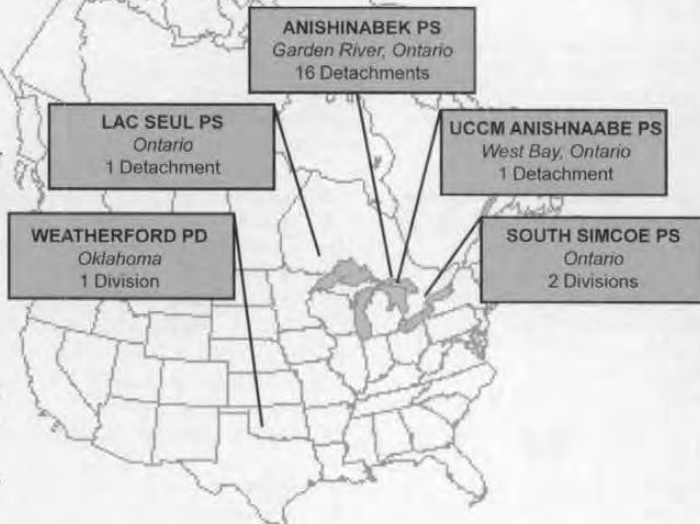 ANISHINABEK PS
Garden River, Ontario
16 Detachments
LAC SEUL PS
Ontario
1 Detachment
UCCM ANISHNAABE PS
West Bay, Ontario
1 Detachment
WEATHERFORD PD
Oklahoma
1 Division
SOUTH SIMCOE PS
Ontario
2 Divisions